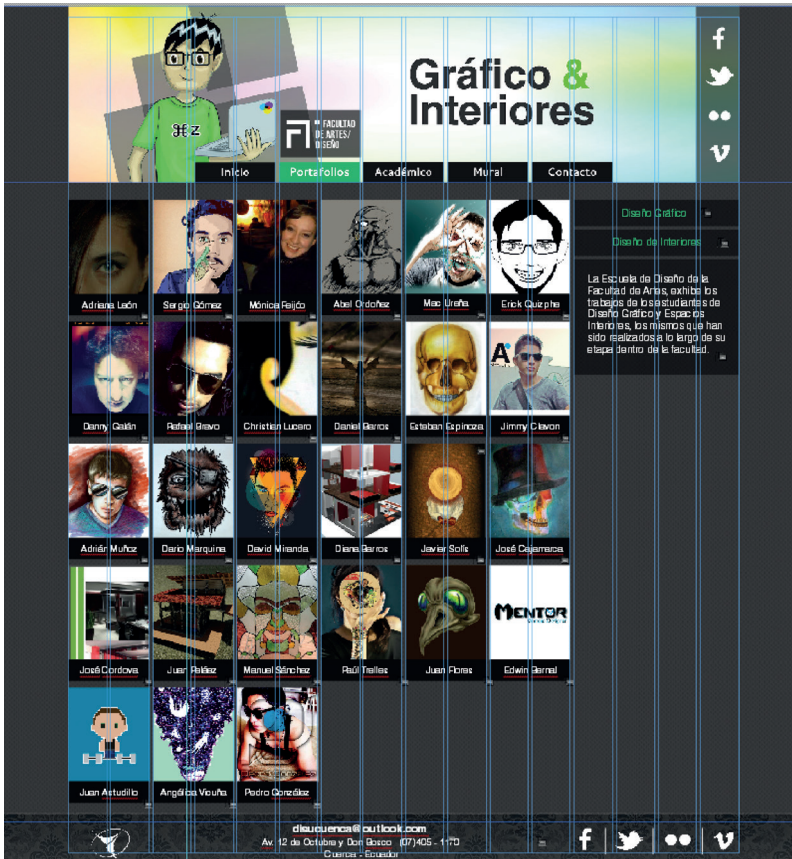 Gráfico &
Interiores
⌘Z
FACULTAD
DE ARTES/
DISEÑO
Inicio Portafolios Académico Mural Contacto
Diseño Gráfico
Diseño de Interiores
La Escuela de Diseño de la
Facultad de Artes, exhibe los
trabajos de los estudiantes de
Diseño Gráfico y Espacios
Interiores, los mismos que han
sido realizados a lo largo de su
etapa dentro de la facultad.
Adriana León Sergio Gómez Mónica Feijóo Abel Ordoñez Mac Ureña Erick Quizphe
A
Danny Galán Rafael Bravo Christian Lucero Daniel Barros Esteban Espinoza Jimmy Clavon
Adrián Muñoz Dario Marquina David Miranda Diana Barros Javier Solís José Cajamarca
MENTOR
José Cordova Juan Peláez Manuel Sánchez Raúl Tralles Juan Flores Edwin Bernal
Juan Astudillo Angélica Vicuña Pedro González
disucuenca@outlook.com
Av. 12 de Octubre y Don Bosco (07)405 - 1170
Cuenca - Ecuador